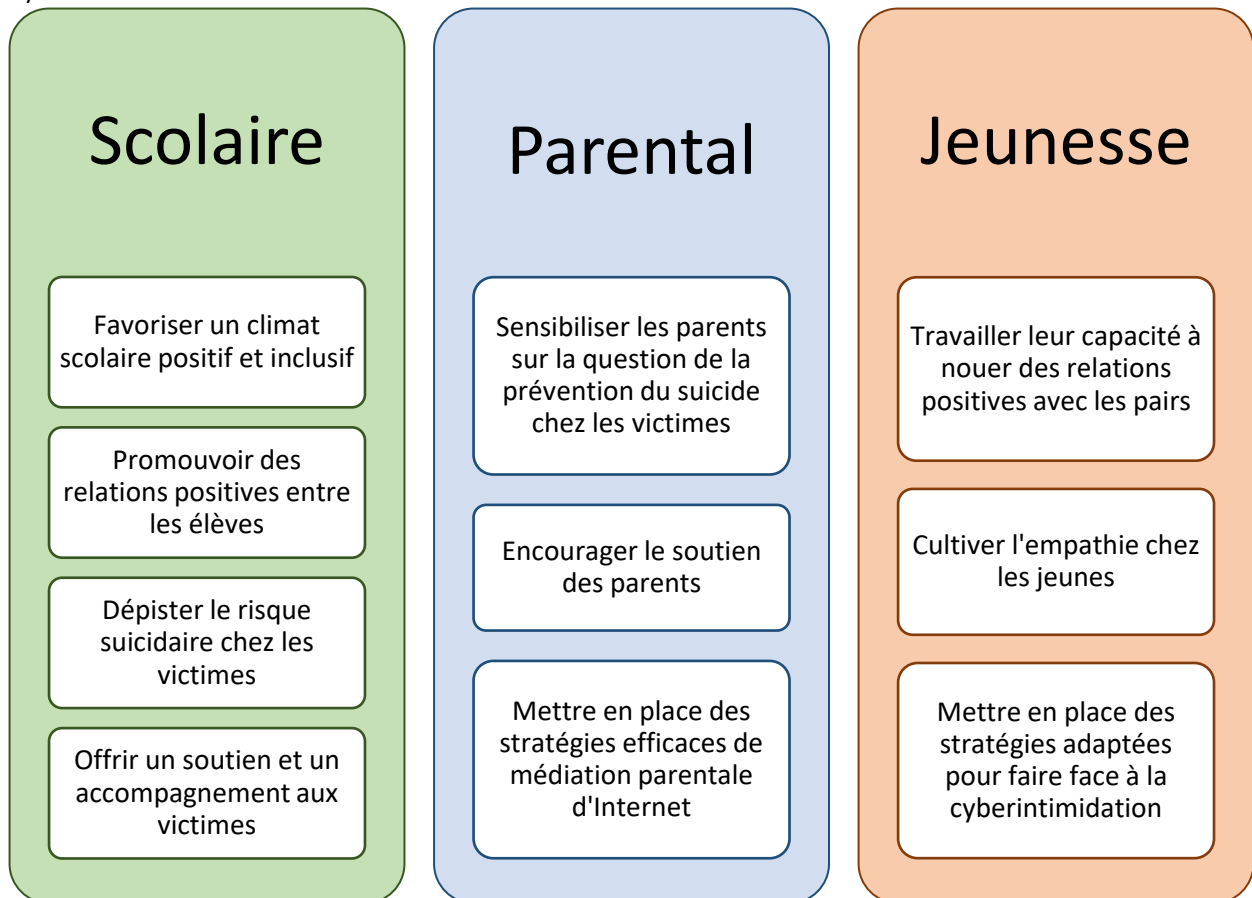 Scolaire
Favoriser un climat
scolaire positif et inclusif
Promouvoir des
relations positives entre
les élèves
Dépister le risque
suicidaire chez les
victimes
Offrir un soutien et un
accompagnement aux
victimes
Parental
Sensibiliser les parents
sur la question de la
prévention du suicide
chez les victimes
Encourager le soutien
des parents
Mettre en place des
stratégies efficaces de
médiation parentale
d'Internet
Jeunesse
Travailler leur capacité à
nouer des relations
positives avec les pairs
Cultiver l'empathie chez
les jeunes
Mettre en place des
stratégies adaptées
pour faire face à la
cyberintimidation